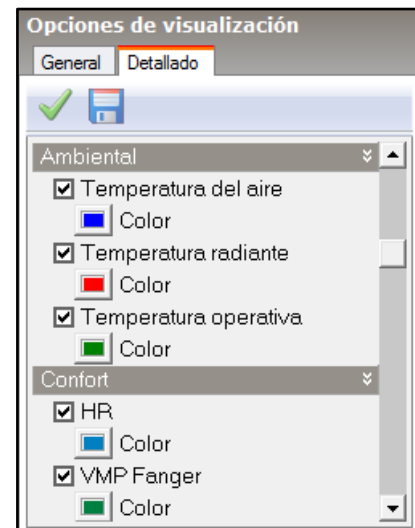 Opciones de visualización
General Detallado
Ambiental
Temperatura del aire
Color
Temperatura radiante
Color
Temperatura operativa
Color
Confort
HR
Color
VMP Fanger
Color